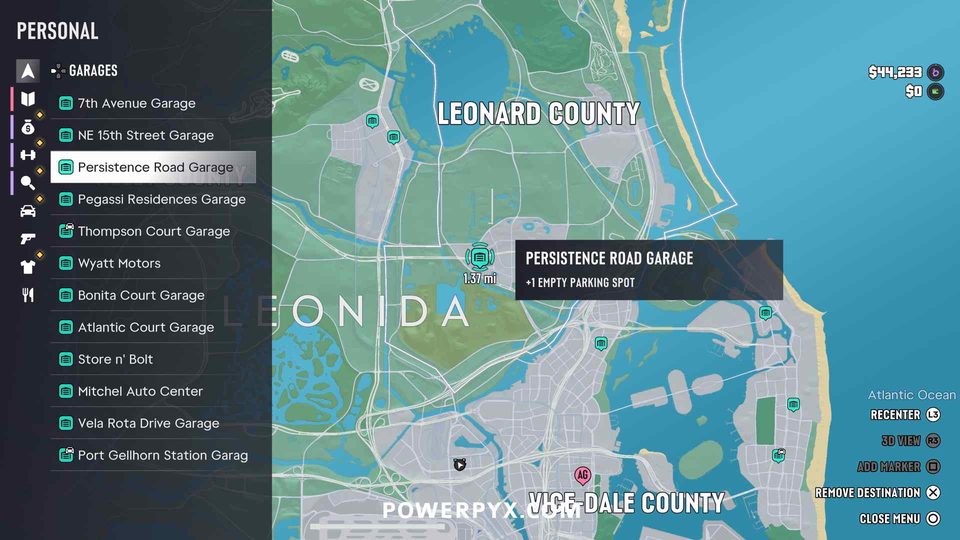 PERSONAL
GARAGES
7th Avenue Garage
NE 15th Street Garage
Persistence Road Garage
Pegassi Residences Garage
Thompson Court Garage
Wyatt Motors
Bonita Court Garage
Atlantic Court Garage
Store n' Bolt
Mitchel Auto Center
Vela Rota Drive Garage
Port Gellhorn Station Garag
LEONARD COUNTY
$44,233
$0
1.37 mi
PERSISTENCE ROAD GARAGE
+1 EMPTY PARKING SPOT
LEONIDA
AG
VICE-DALE COUNTY
POWERPYX.COM
Atlantic Ocean
RECENTER L3
3D VIEW R3
ADD MARKER
REMOVE DESTINATION
CLOSE MENU